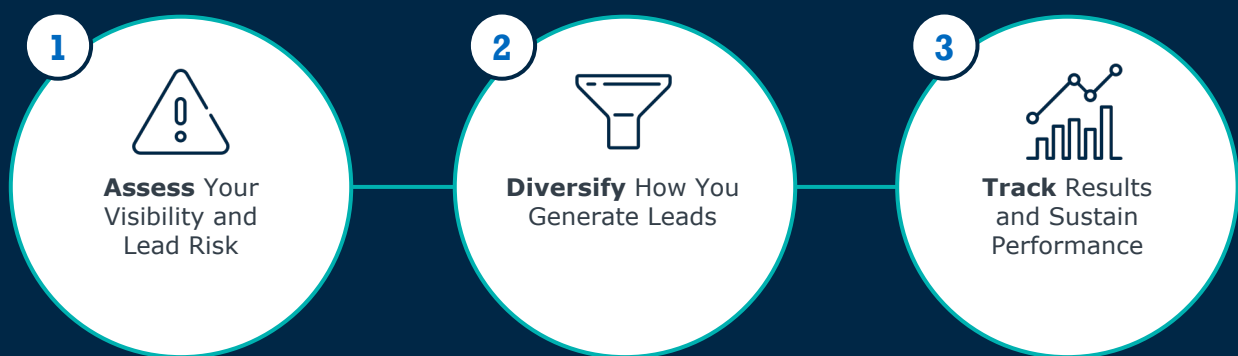 1
Assess Your
Visibility and
Lead Risk
2
Diversify How You
Generate Leads
3
Track Results
and Sustain
Performance